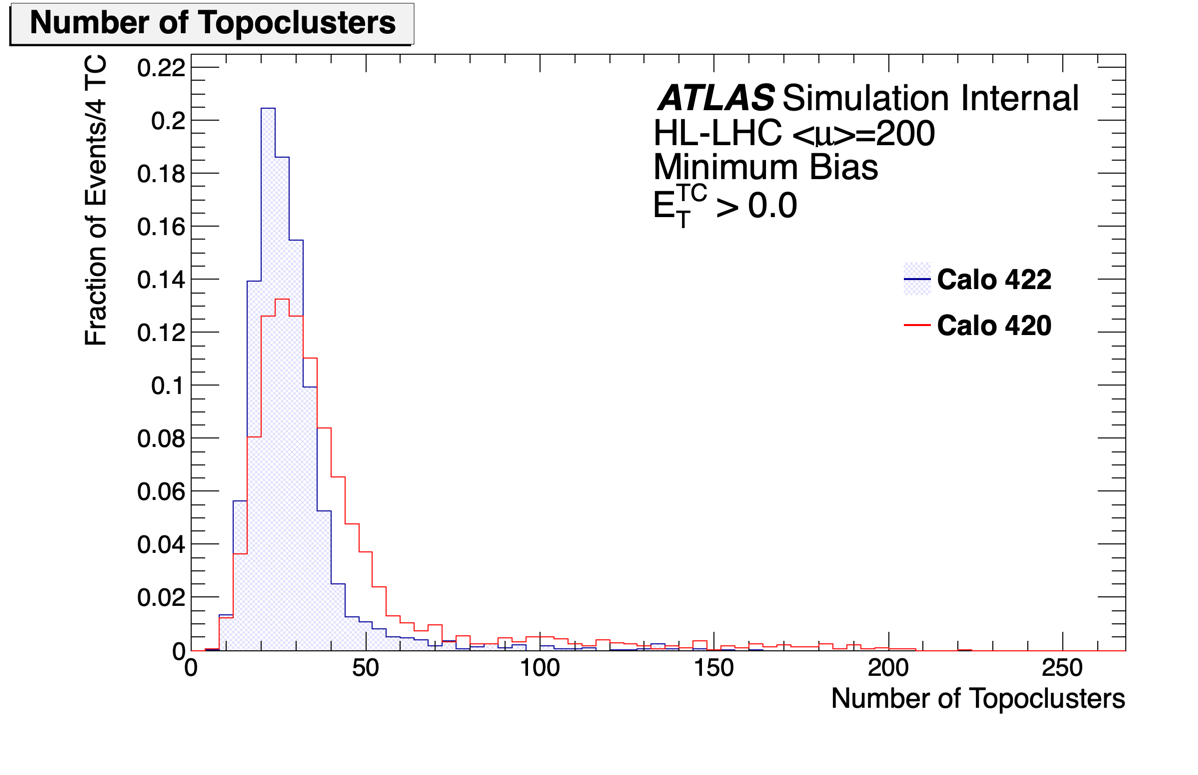 Number of Topoclusters
Fraction of Events/4 TC
0.22
0.2
0.18
0.16
0.14
0.12
0.1
0.08
0.06
0.04
0.02
0
ATLAS Simulation Internal
HL-LHC <μ>=200
Minimum Bias
E_T^TC > 0.0
Calo 422
Calo 420
0 50 100 150 200 250
Number of Topoclusters